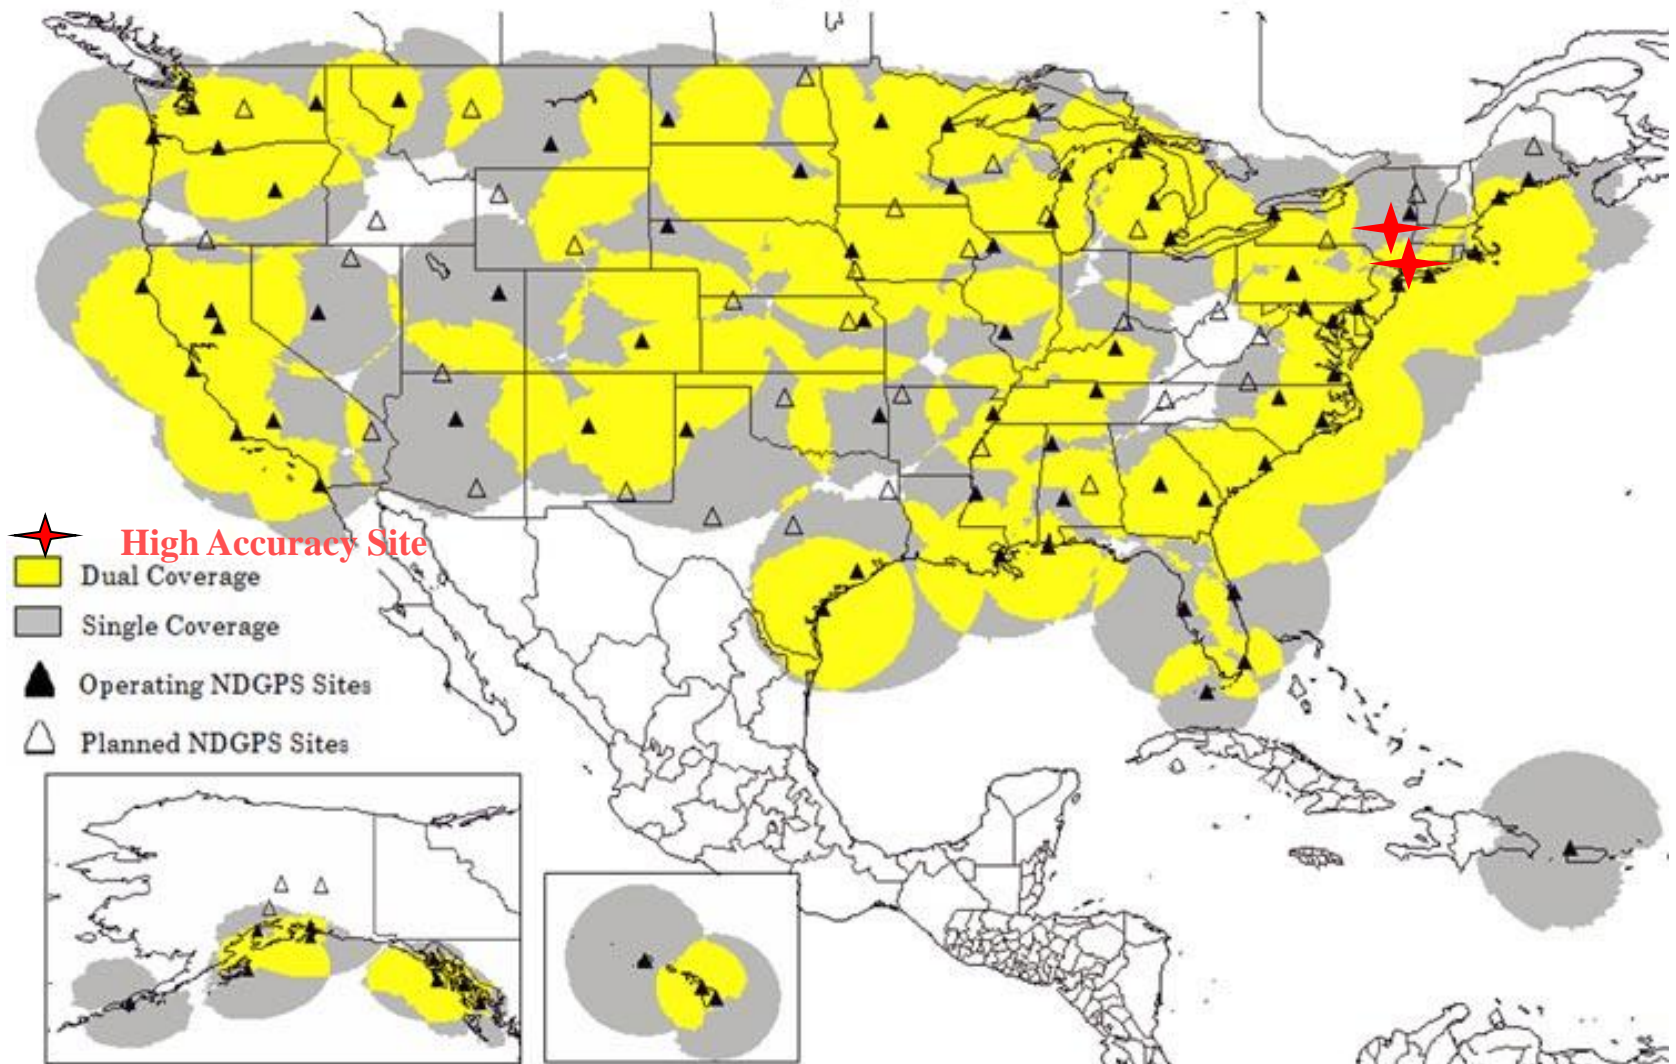 High Accuracy Site
Dual Coverage
Single Coverage
Operating NDGPS Sites
Planned NDGPS Sites